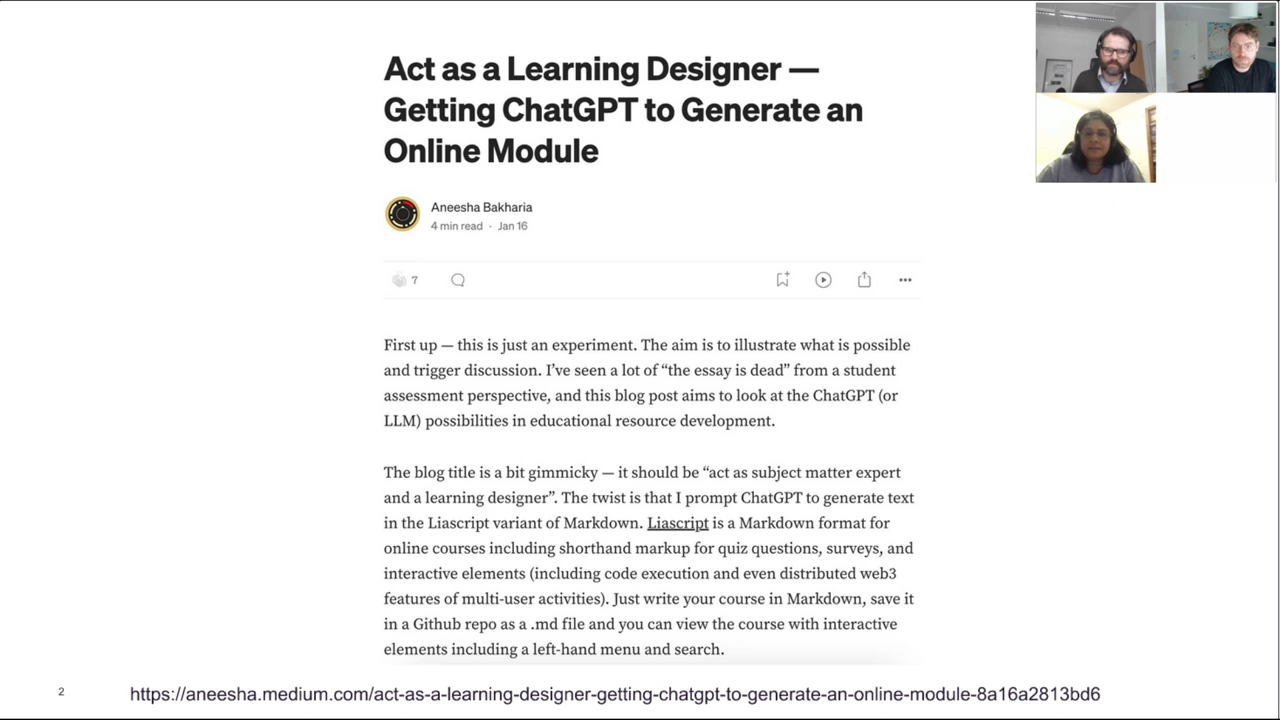 Act as a Learning Designer —
Getting ChatGPT to Generate an
Online Module
Aneesha Bakharia
4 min read · Jan 16
7
First up — this is just an experiment. The aim is to illustrate what is possible
and trigger discussion. I’ve seen a lot of “the essay is dead” from a student
assessment perspective, and this blog post aims to look at the ChatGPT (or
LLM) possibilities in educational resource development.
The blog title is a bit gimmicky — it should be “act as subject matter expert
and a learning designer”. The twist is that I prompt ChatGPT to generate text
in the Liascript variant of Markdown. Liascript is a Markdown format for
online courses including shorthand markup for quiz questions, surveys, and
interactive elements (including code execution and even distributed web3
features of multi-user activities). Just write your course in Markdown, save it
in a Github repo as a .md file and you can view the course with interactive
elements including a left-hand menu and search.
2
https://aneesha.medium.com/act-as-a-learning-designer-getting-chatgpt-to-generate-an-online-module-8a16a2813bd6